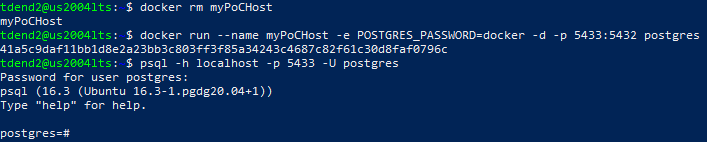 tdend2@us2004lts:~$ docker rm myPoCHost
myPoCHost
tdend2@us2004lts:~$ docker run --name myPoCHost -e POSTGRES_PASSWORD=docker -d -p 5433:5432 postgres
41a5c9daf11bb1d8e2a23bb3c803ff3f85a34243c4687c82f61c30d8faf0796c
tdend2@us2004lts:~$ psql -h localhost -p 5433 -U postgres
Password for user postgres:
psql (16.3 (Ubuntu 16.3-1.pgdg20.04+1))
Type "help" for help.
postgres=#